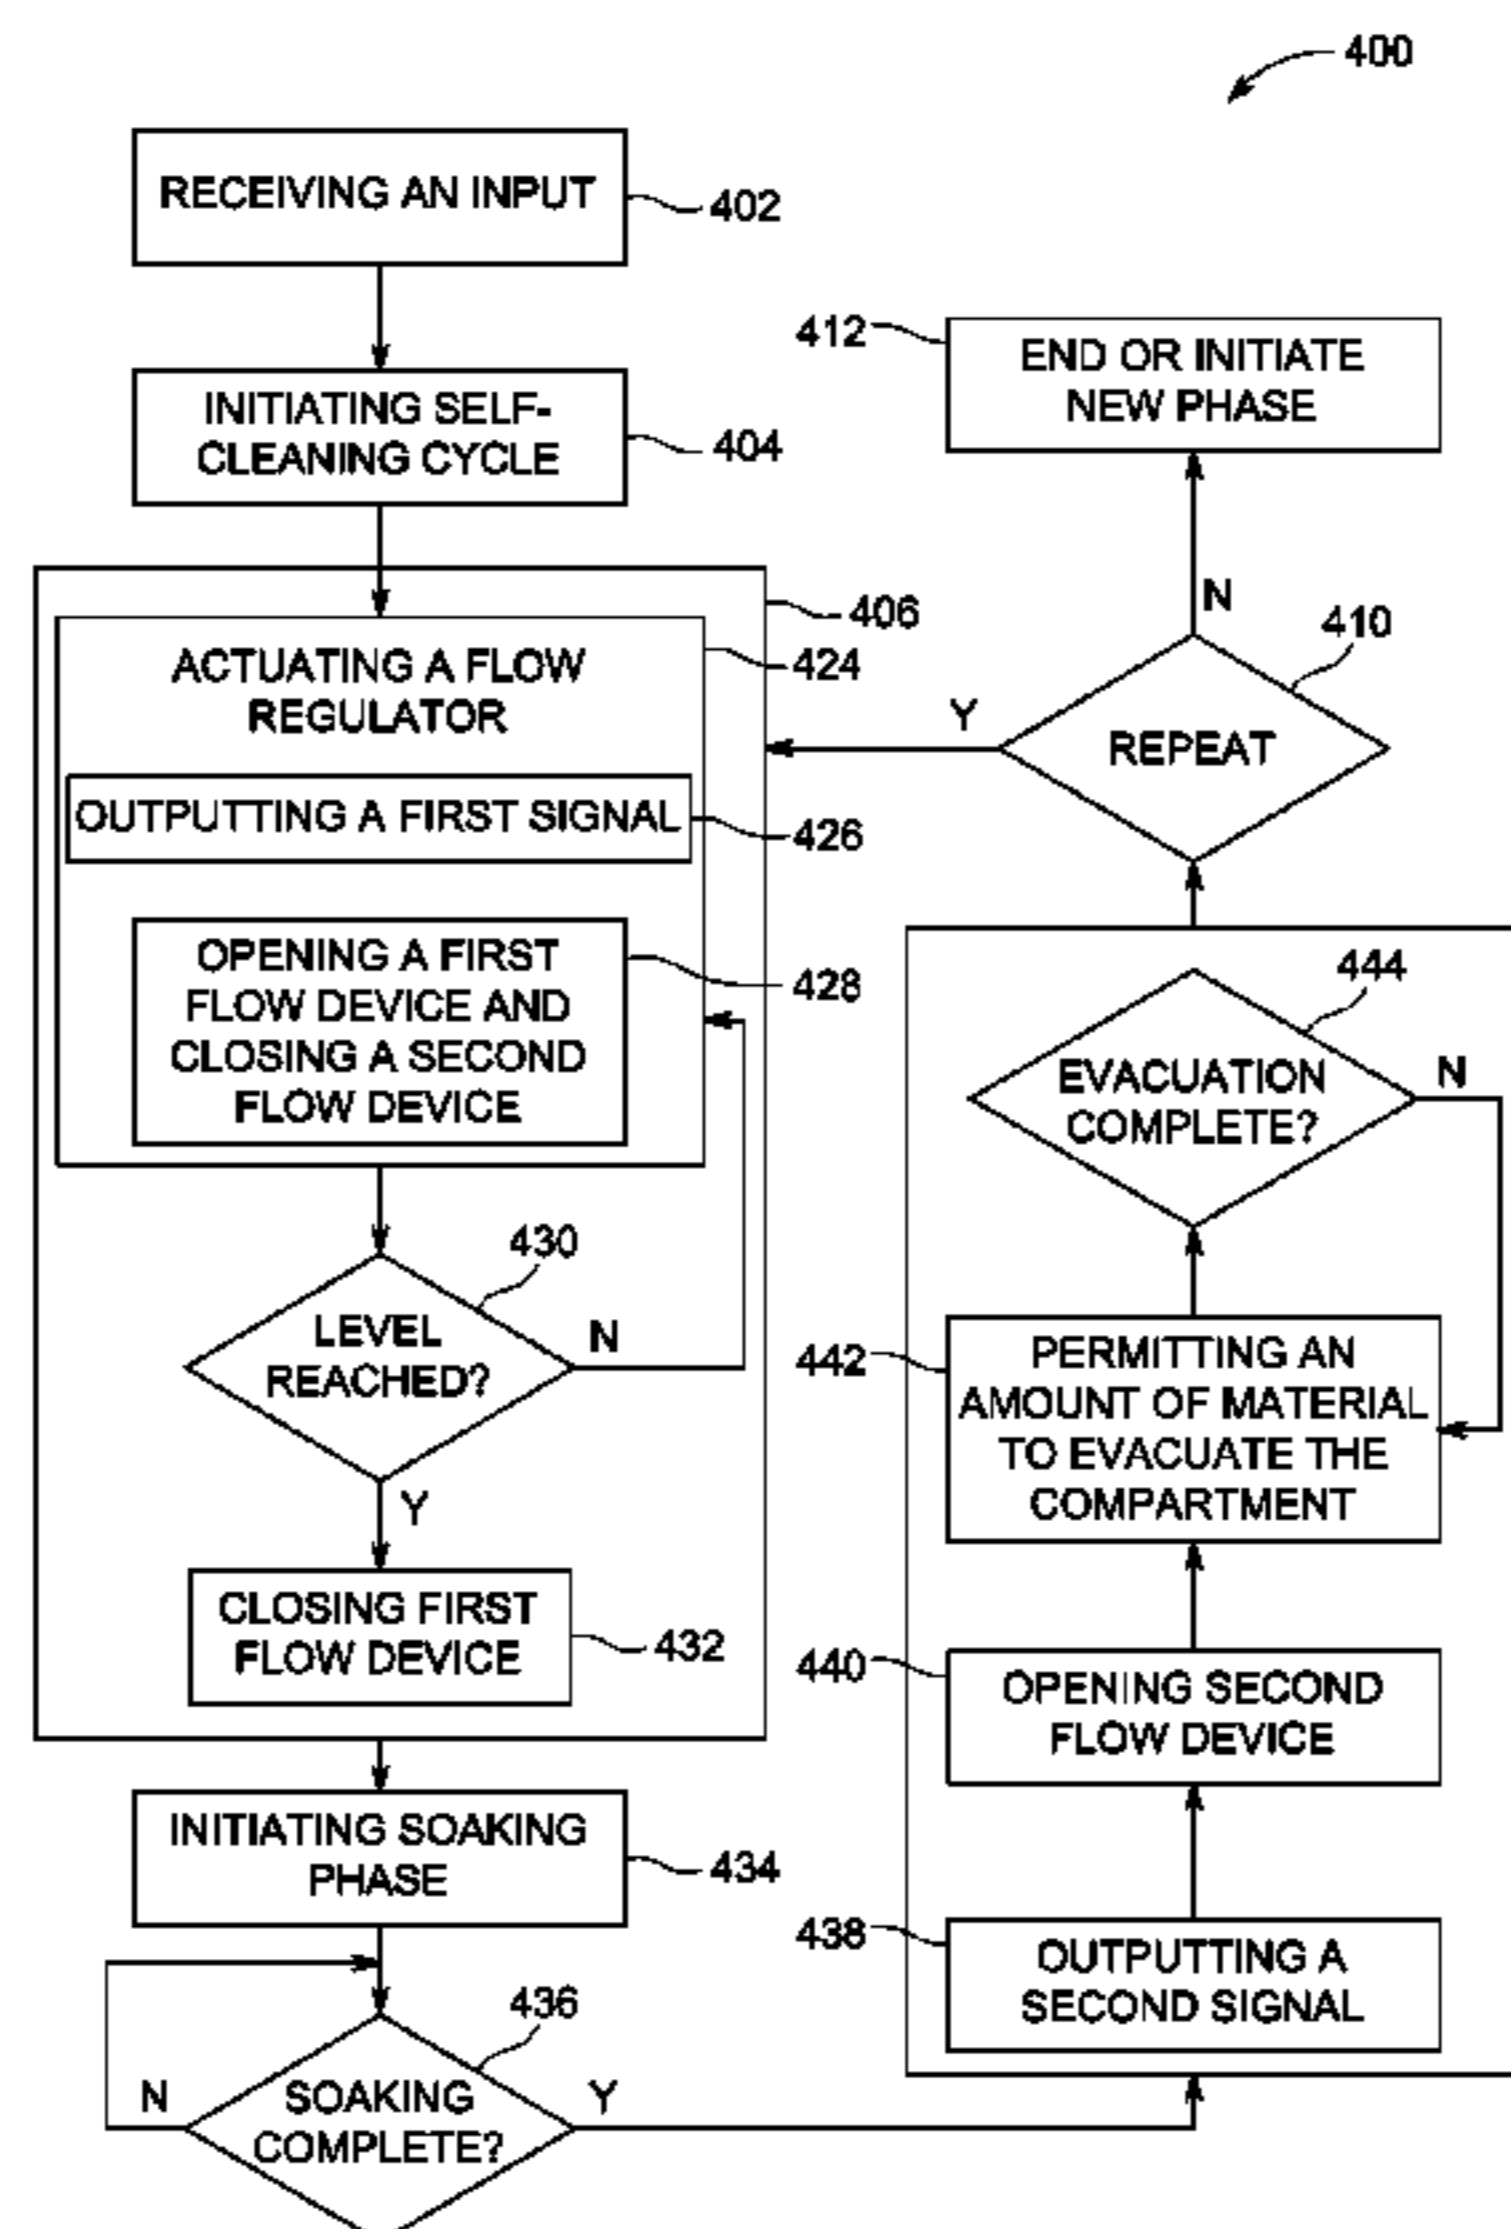 400
RECEIVING AN INPUT
402
INITIATING SELF-
CLEANING CYCLE
404
406
ACTUATING A FLOW
REGULATOR
424
OUTPUTTING A FIRST SIGNAL
426
OPENING A FIRST
FLOW DEVICE AND
CLOSING A SECOND
FLOW DEVICE
428
430
LEVEL
REACHED?
N
Y
CLOSING FIRST
FLOW DEVICE
432
INITIATING SOAKING
PHASE
434
436
SOAKING
COMPLETE?
N
Y
438
OUTPUTTING A
SECOND SIGNAL
440
OPENING SECOND
FLOW DEVICE
442
PERMITTING AN
AMOUNT OF MATERIAL
TO EVACUATE THE
COMPARTMENT
444
EVACUATION
COMPLETE?
N
410
REPEAT
Y
N
412
END OR INITIATE
NEW PHASE